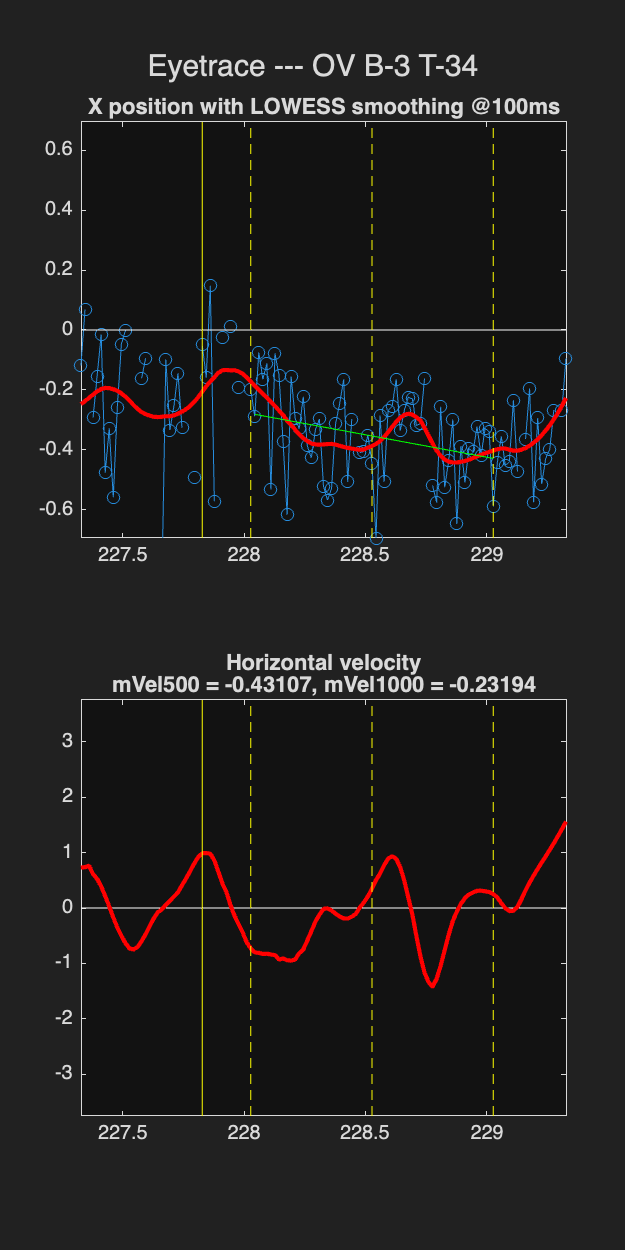 Eyetrace --- OV B-3 T-34
X position with LOWESS smoothing @100ms
0.6
0.4
0.2
0
-0.2
-0.4
-0.6
227.5 228 228.5 229
Horizontal velocity
mVel500 = -0.43107, mVel1000 = -0.23194
3
2
1
0
-1
-2
-3
227.5 228 228.5 229